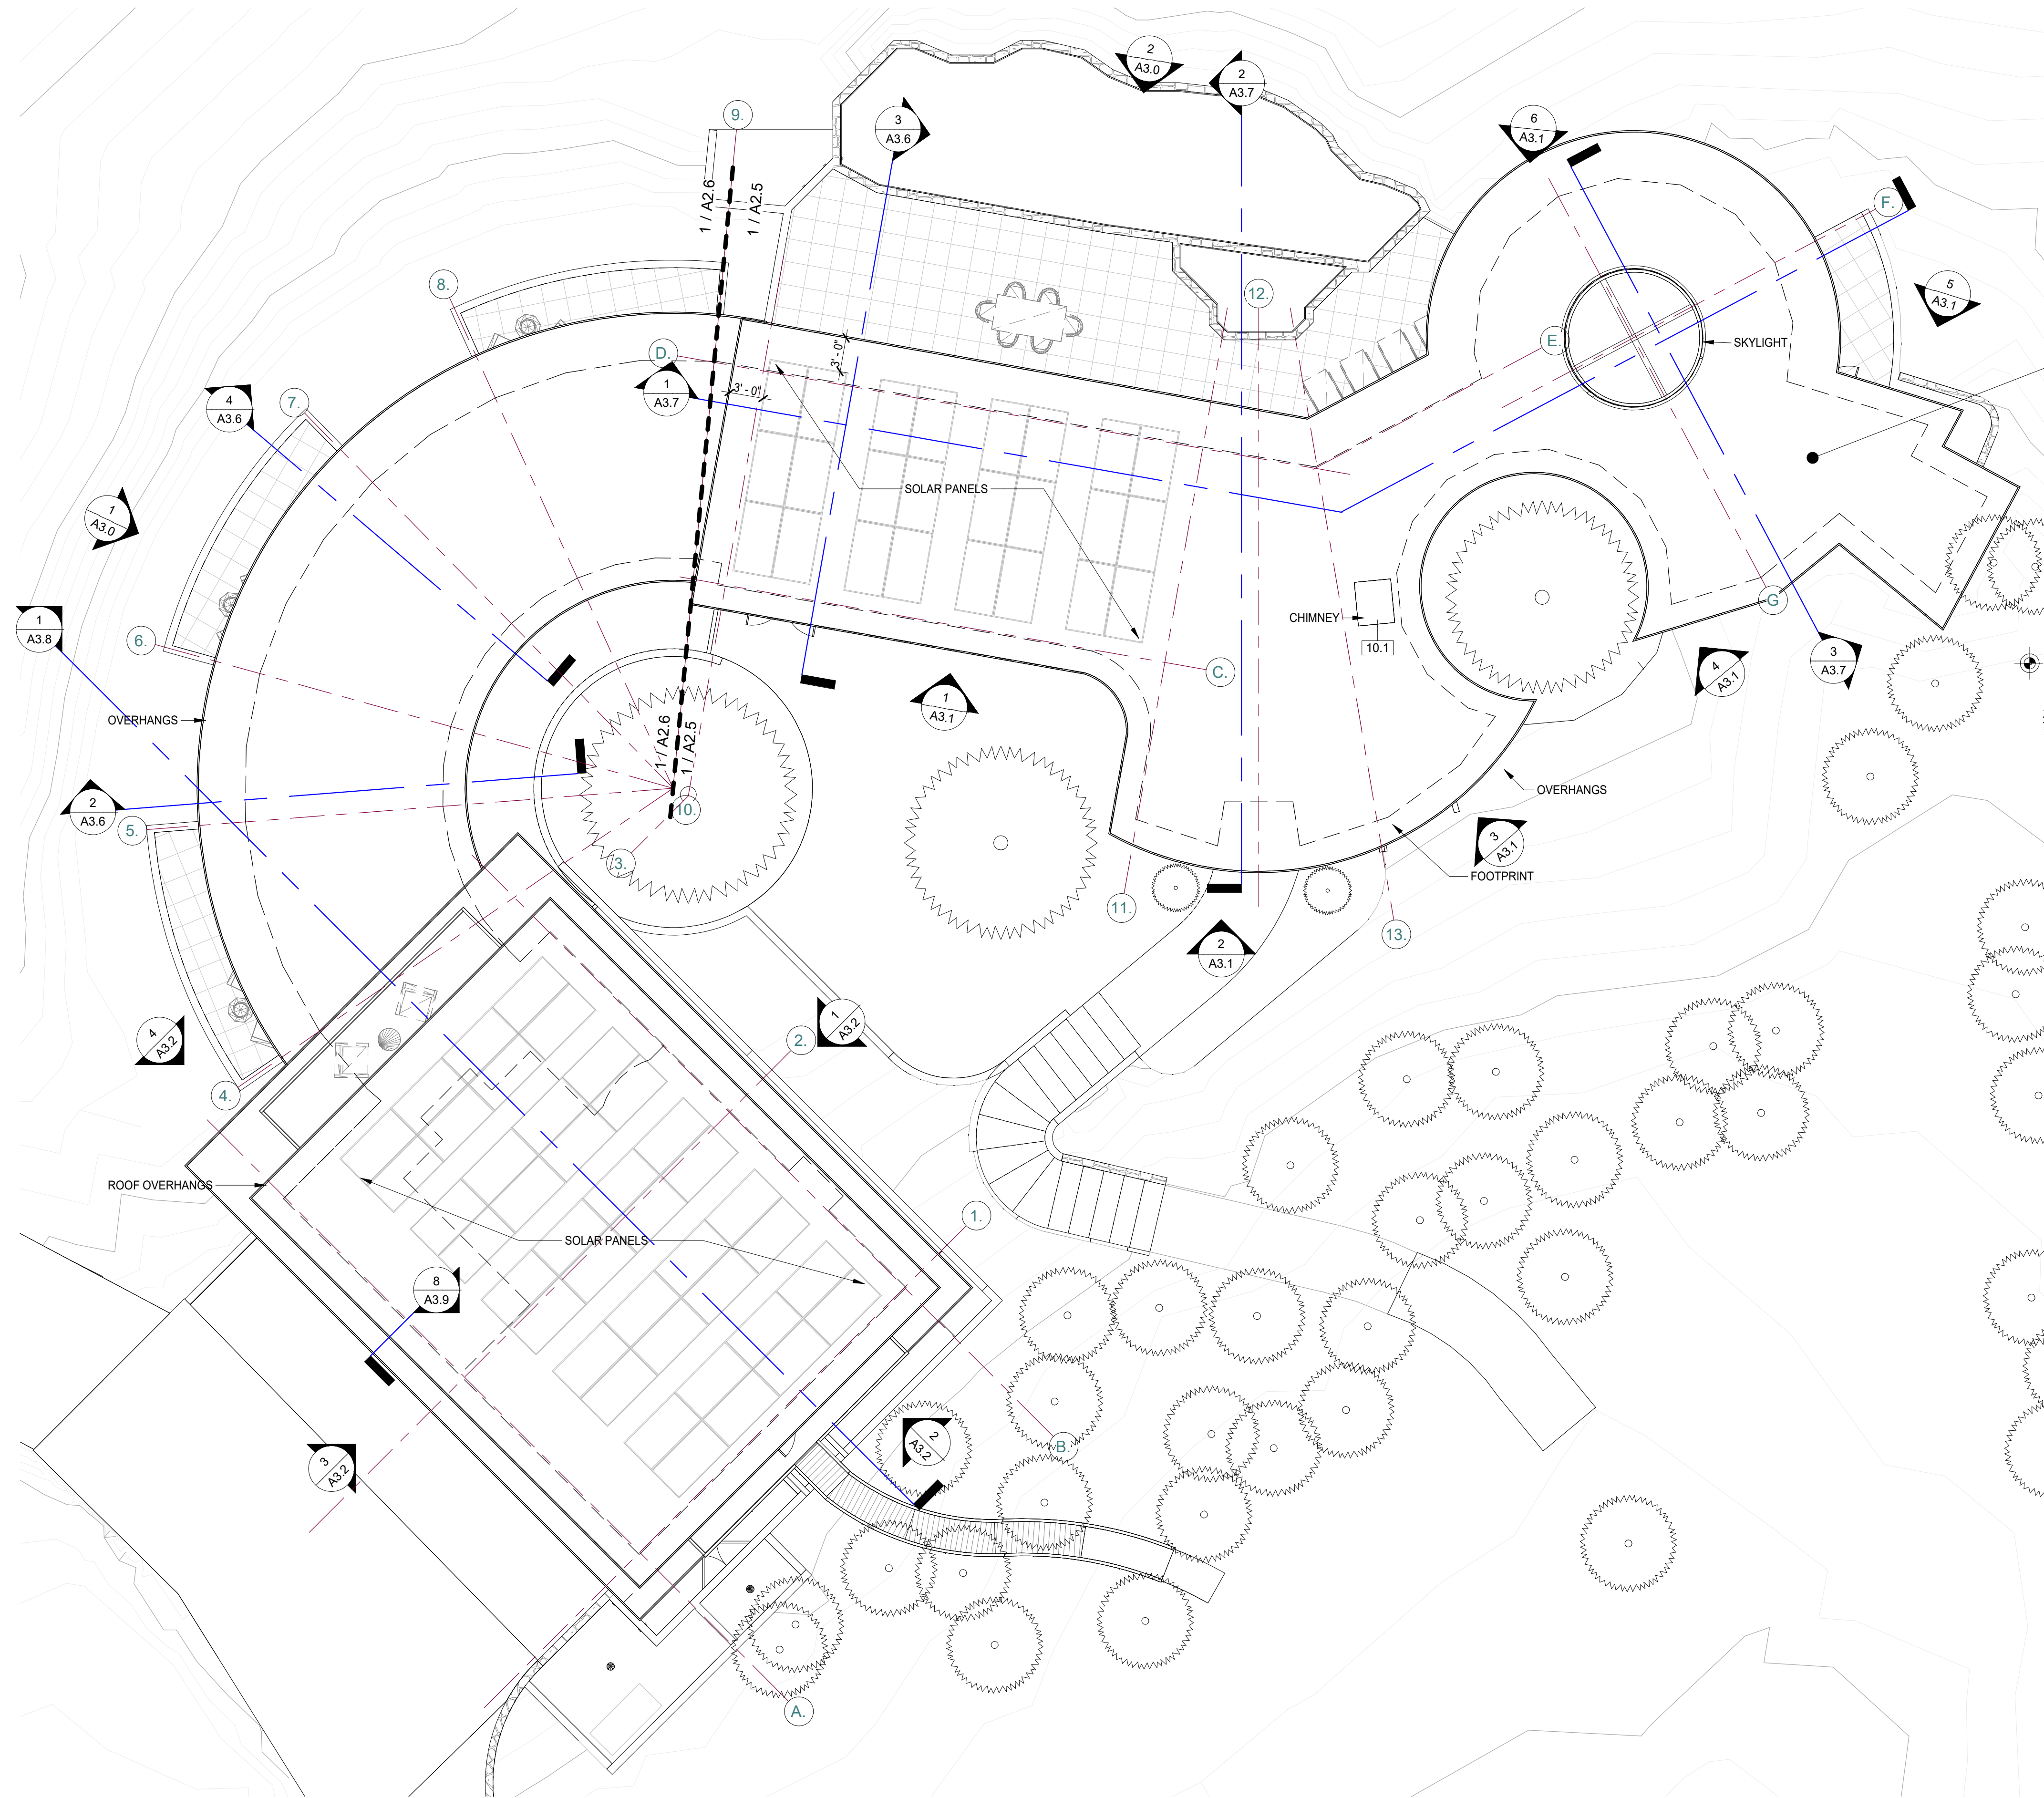 2
A3.0
2
A3.7
3
A3.6
9.
6
A3.1
1 / A2.6
1 / A2.5
F.
8.
12.
5
A3.1
D.
3' - 0"
E.
SKYLIGHT
1
A3.7
3' - 0"
4
A3.6
7.
SOLAR PANELS
1
A3.0
CHIMNEY
10.1
G
1
A3.8
6.
C.
3
A3.7
4
A3.1
OVERHANGS
1
A3.1
1 / A2.6
1 / A2.5
2
A3.6
5.
10.
OVERHANGS
3.
3
A3.1
FOOTPRINT
11.
13.
2
A3.1
1
A3.2
4
A3.2
2.
4.
ROOF OVERHANGS
1.
SOLAR PANELS
8
A3.9
2
A3.2
B.
3
A3.2
A.